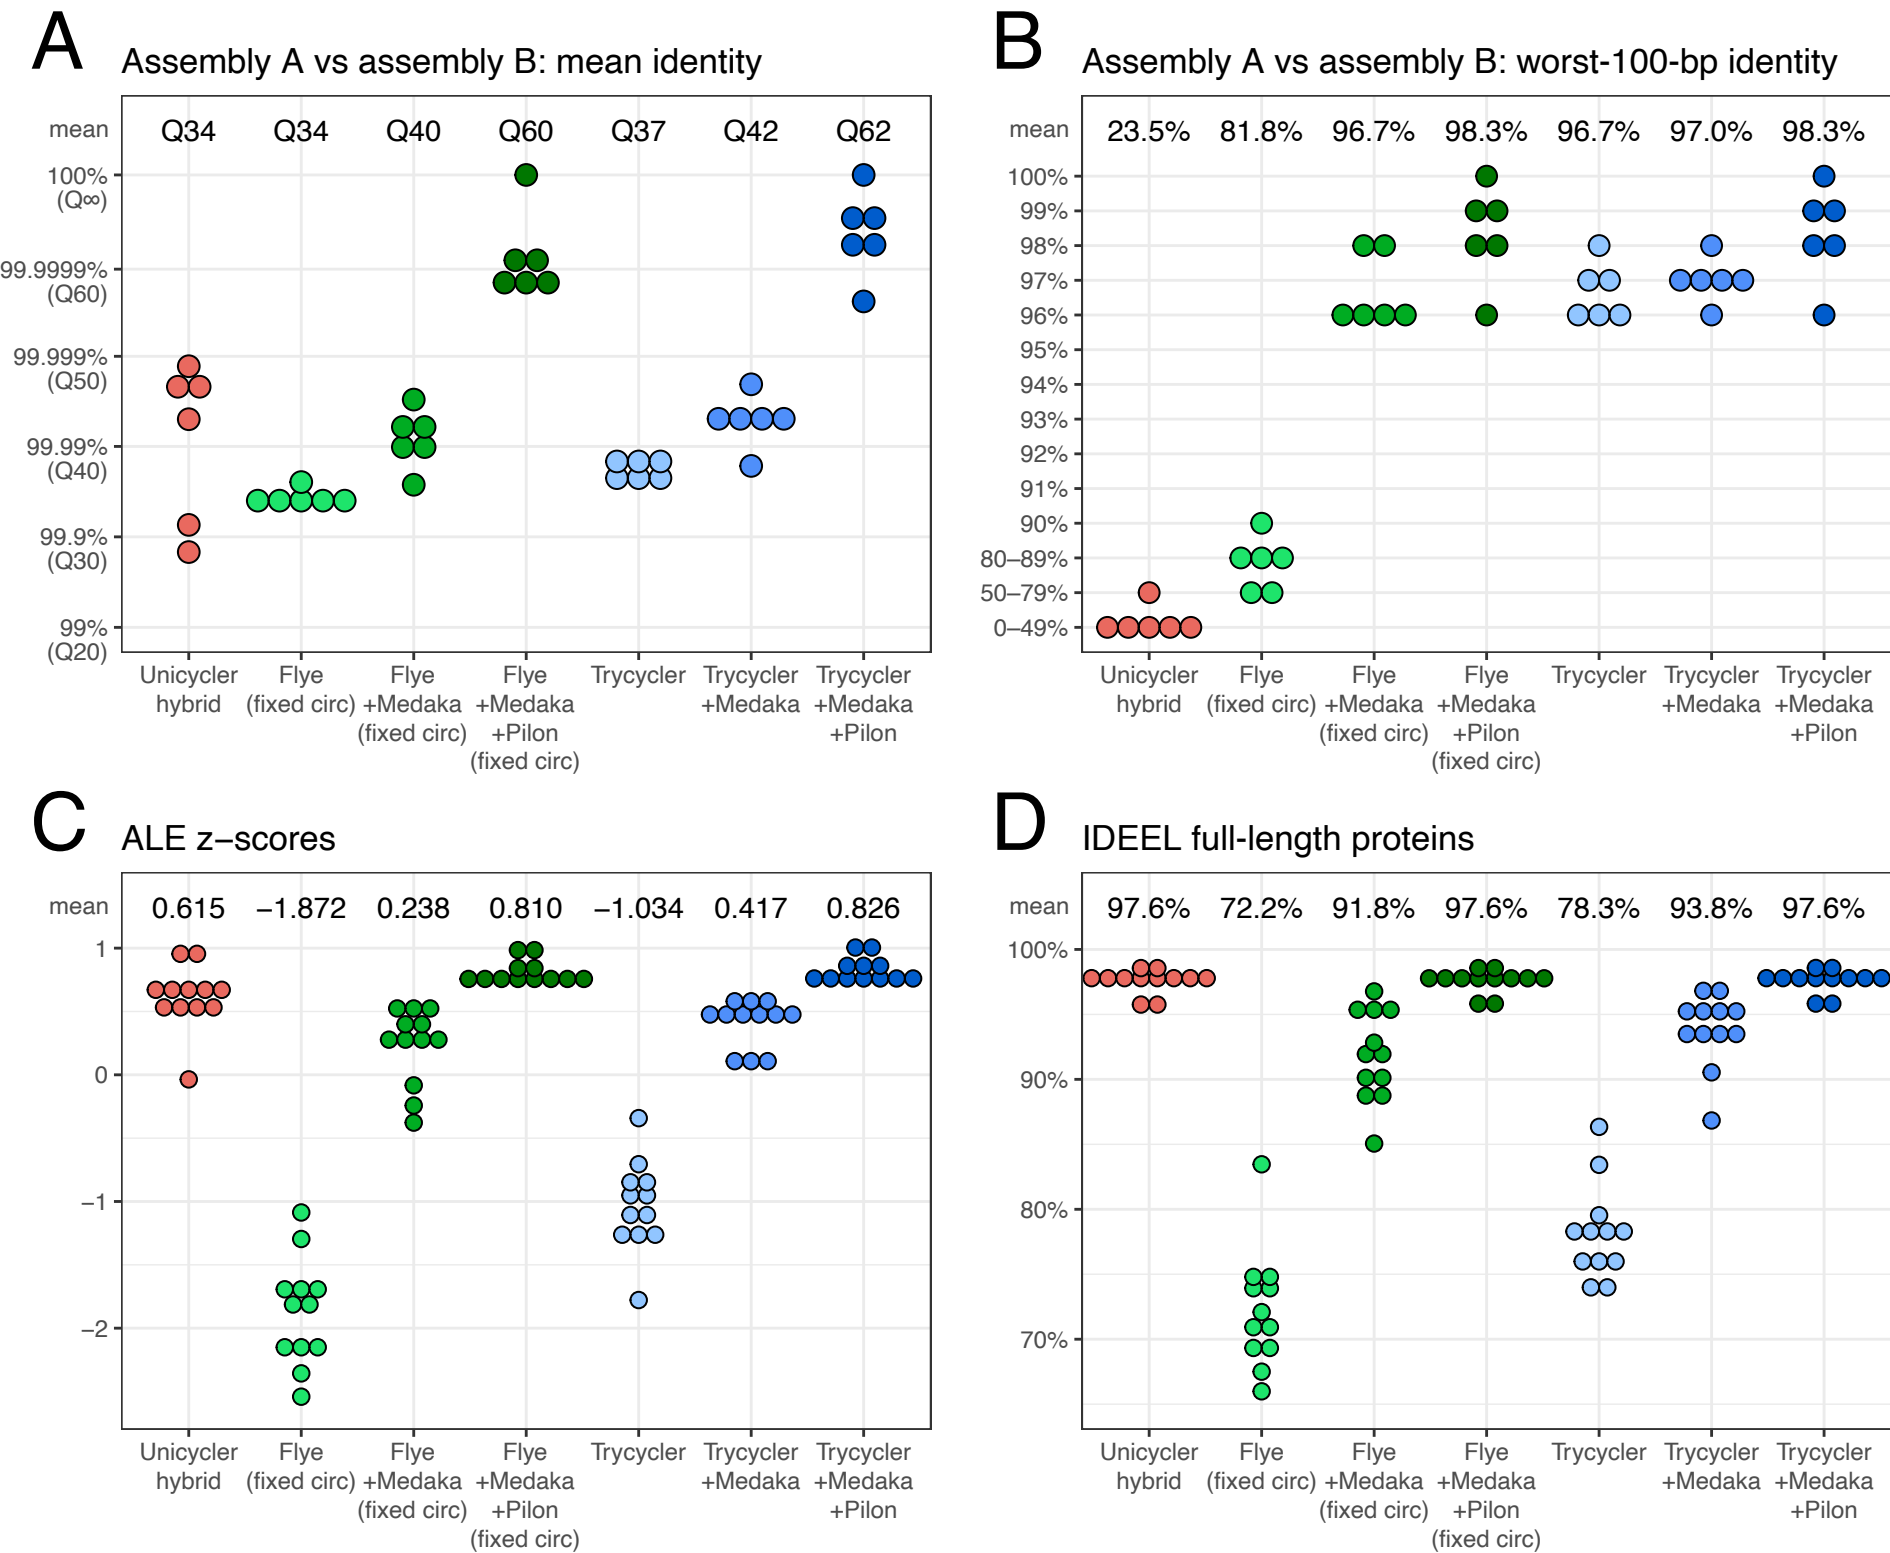 A
Assembly A vs assembly B: mean identity
mean Q34 Q34 Q40 Q60 Q37 Q42 Q62
100%
(Q∞)
99.9999%
(Q60)
99.999%
(Q50)
99.99%
(Q40)
99.9%
(Q30)
99%
(Q20)
Unicycler Flye Flye Flye Trycycler Trycycler Trycycler
hybrid (fixed circ) +Medaka +Medaka +Medaka +Medaka
(fixed circ) +Pilon +Pilon
(fixed circ)
B
Assembly A vs assembly B: worst-100-bp identity
mean 23.5% 81.8% 96.7% 98.3% 96.7% 97.0% 98.3%
100%
99%
98%
97%
96%
95%
94%
93%
92%
91%
90%
80–89%
50–79%
0–49%
Unicycler Flye Flye Flye Trycycler Trycycler Trycycler
hybrid (fixed circ) +Medaka +Medaka +Medaka +Medaka
(fixed circ) +Pilon +Pilon
(fixed circ)
C
ALE z−scores
mean 0.615 −1.872 0.238 0.810 −1.034 0.417 0.826
1
0
−1
−2
Unicycler Flye Flye Flye Trycycler Trycycler Trycycler
hybrid (fixed circ) +Medaka +Medaka +Medaka +Medaka
(fixed circ) +Pilon +Pilon
(fixed circ)
D
IDEEL full-length proteins
mean 97.6% 72.2% 91.8% 97.6% 78.3% 93.8% 97.6%
100%
90%
80%
70%
Unicycler Flye Flye Flye Trycycler Trycycler Trycycler
hybrid (fixed circ) +Medaka +Medaka +Medaka +Medaka
(fixed circ) +Pilon +Pilon
(fixed circ)